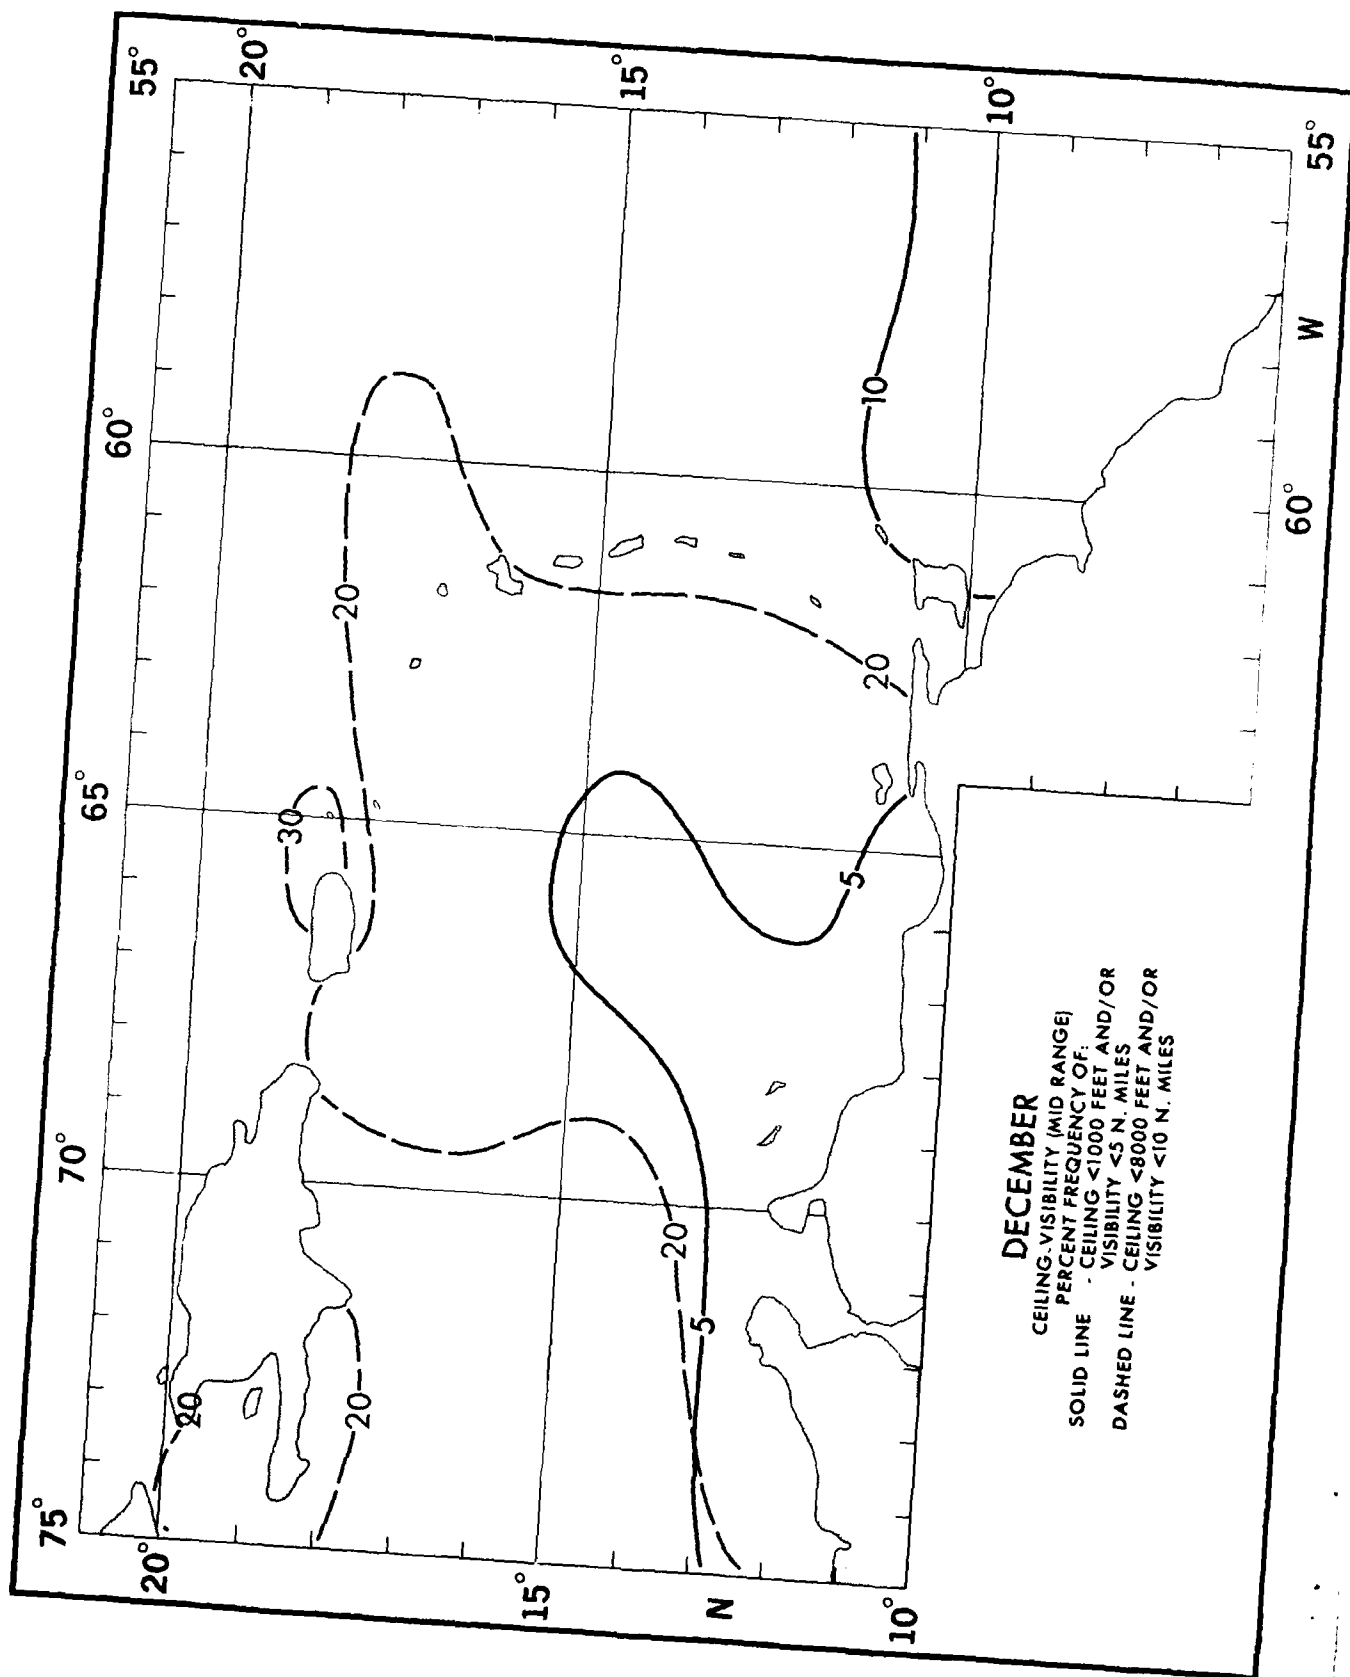 75°
70°
65°
60°
55°
20°
20°
20
30
20
20
15°
15°
20
5
5
20
10
N
10°
10°
60°
W
55°
DECEMBER
CEILING-VISIBILITY (MID RANGE)
PERCENT FREQUENCY OF:
SOLID LINE - CEILING <1000 FEET AND/OR
VISIBILITY <5 N. MILES
DASHED LINE - CEILING <8000 FEET AND/OR
VISIBILITY <10 N. MILES